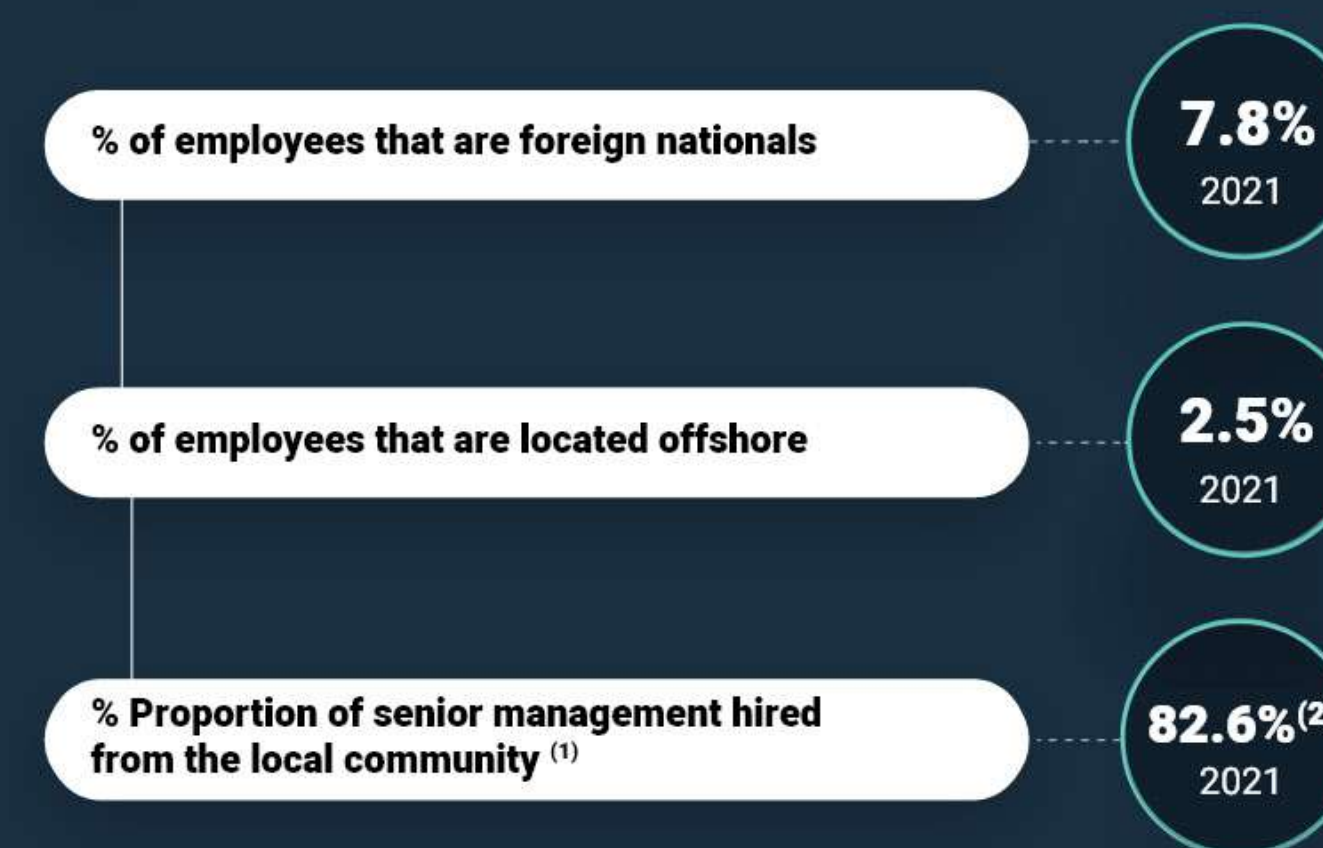 % of employees that are foreign nationals
7.8%
2021
% of employees that are located offshore
2.5%
2021
% Proportion of senior management hired
from the local community (1)
82.6%(2
2021